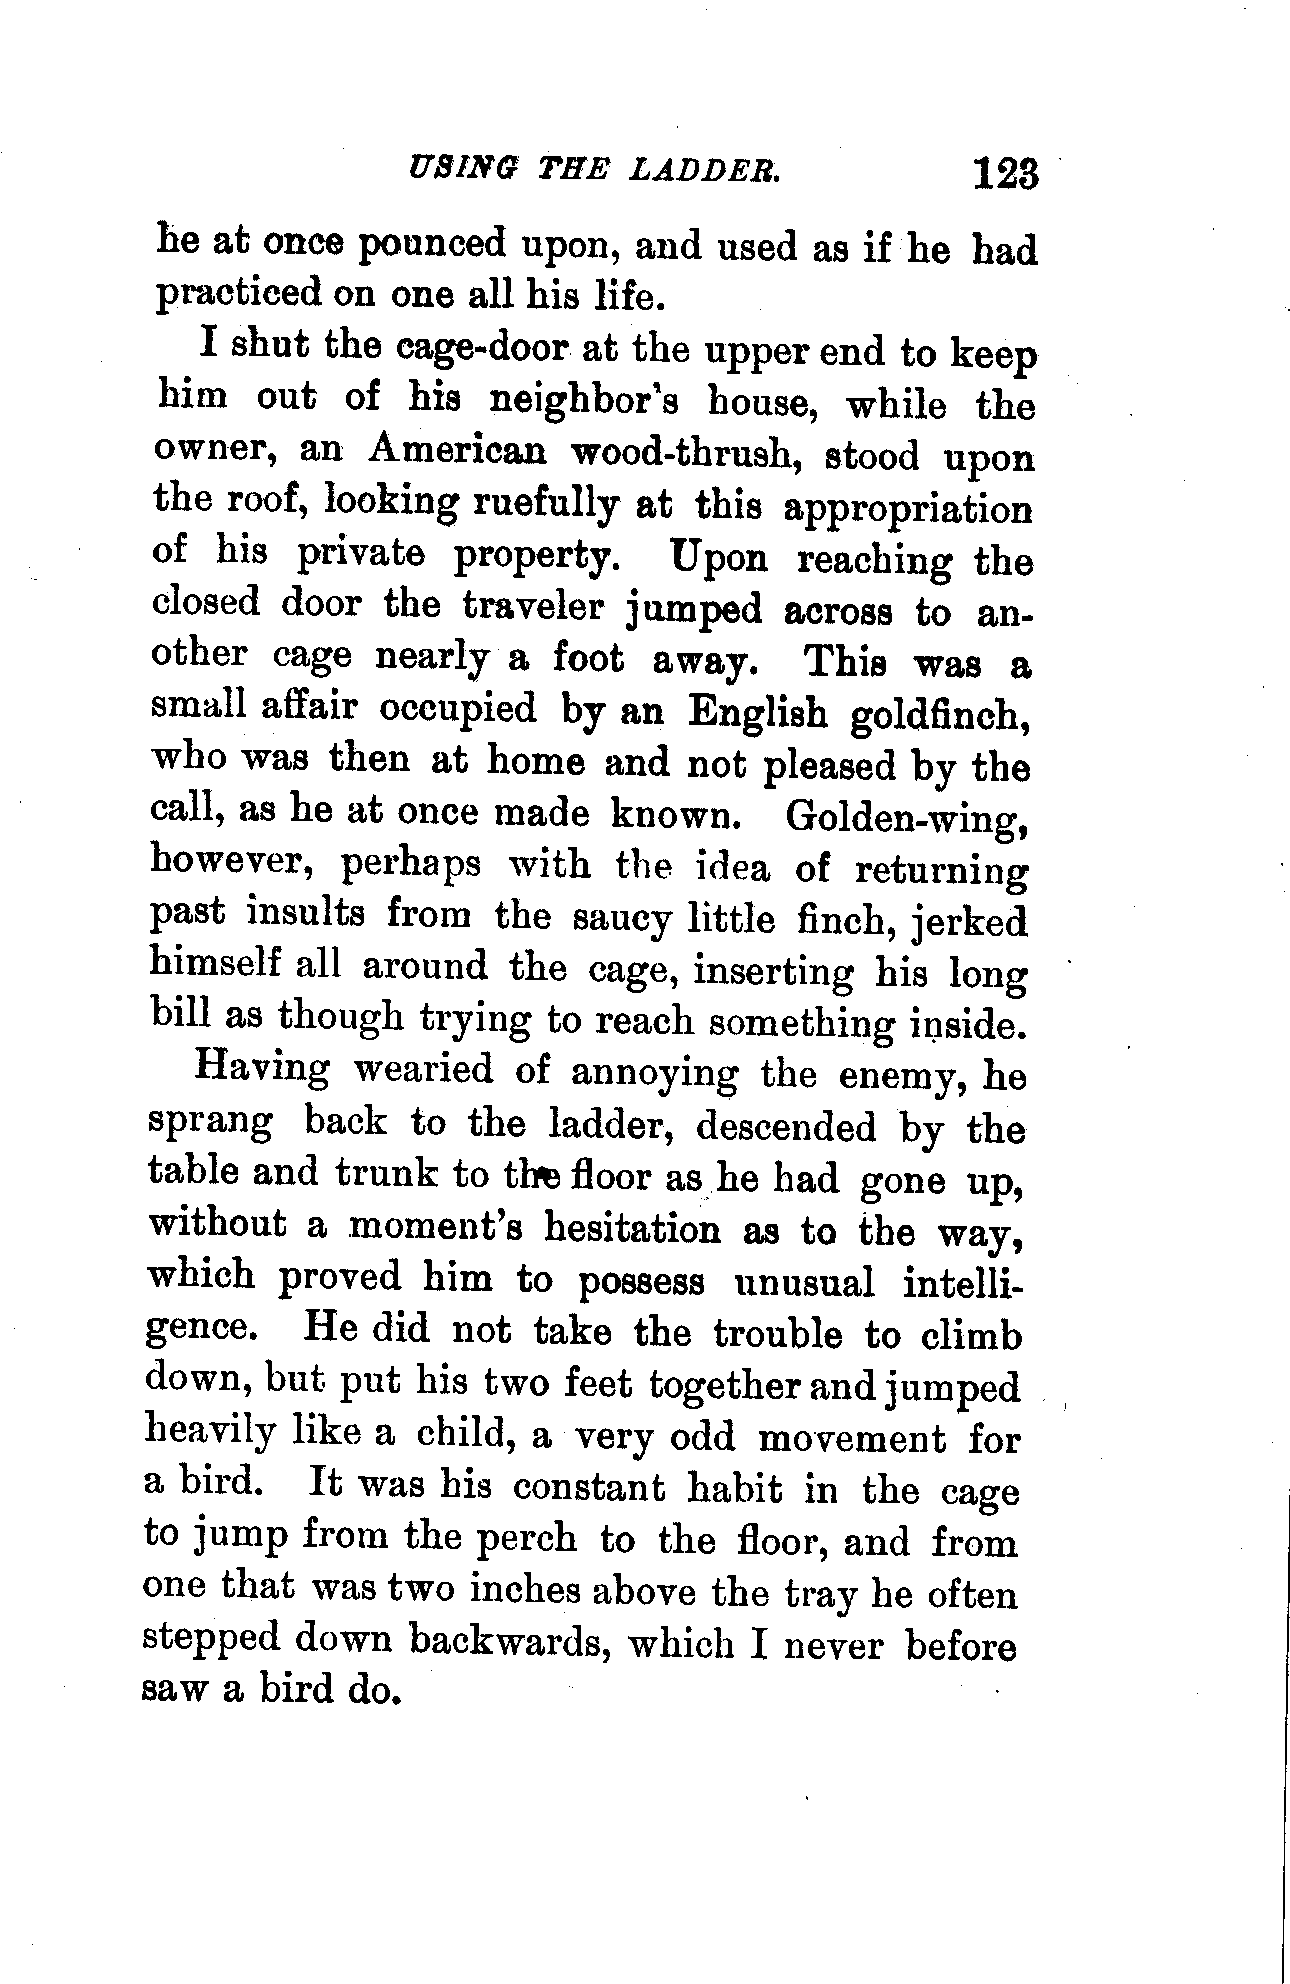 USING THE LADDER. 123
he at once pounced upon, and used as if he had
practiced on one all his life.
I shut the cage-door at the upper end to keep
him out of his neighbor's house, while the
owner, an American wood-thrush, stood upon
the roof, looking ruefully at this appropriation
of his private property. Upon reaching the
closed door the traveler jumped across to an-
other cage nearly a foot away. This was a
small affair occupied by an English goldfinch,
who was then at home and not pleased by the
call, as he at once made known. Golden-wing,
however, perhaps with the idea of returning
past insults from the saucy little finch, jerked
himself all around the cage, inserting his long
bill as though trying to reach something inside.
Having wearied of annoying the enemy, he
sprang back to the ladder, descended by the
table and trunk to the floor as he had gone up,
without a moment's hesitation as to the way,
which proved him to possess unusual intelli-
gence. He did not take the trouble to climb
down, but put his two feet together and jumped
heavily like a child, a very odd movement for
a bird. It was his constant habit in the cage
to jump from the perch to the floor, and from
one that was two inches above the tray he often
stepped down backwards, which I never before
saw a bird do.